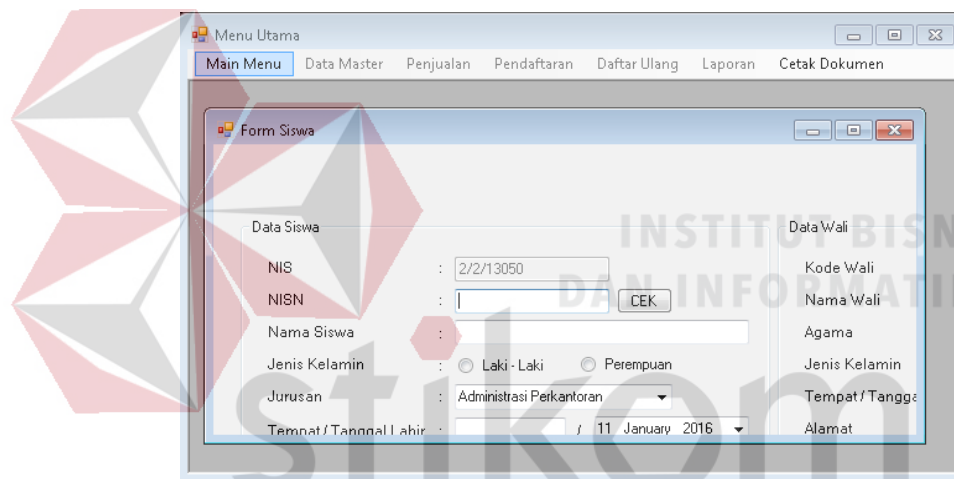 Menu Utama
Main Menu Data Master Penjualan Pendaftaran Daftar Ulang Laporan Cetak Dokumen
Form Siswa
Data Siswa
NIS : 2/2/13050
NISN : CEK
Nama Siswa :
Jenis Kelamin : Laki - Laki Perempuan
Jurusan : Administrasi Perkantoran
Tempat / Tanggal Lahir : / 11 January 2016
Data Wali
Kode Wali
Nama Wali
Agama
Jenis Kelamin
Tempat / Tangga
Alamat
INSTITUT BISN
DAN INFORMATI
stikom